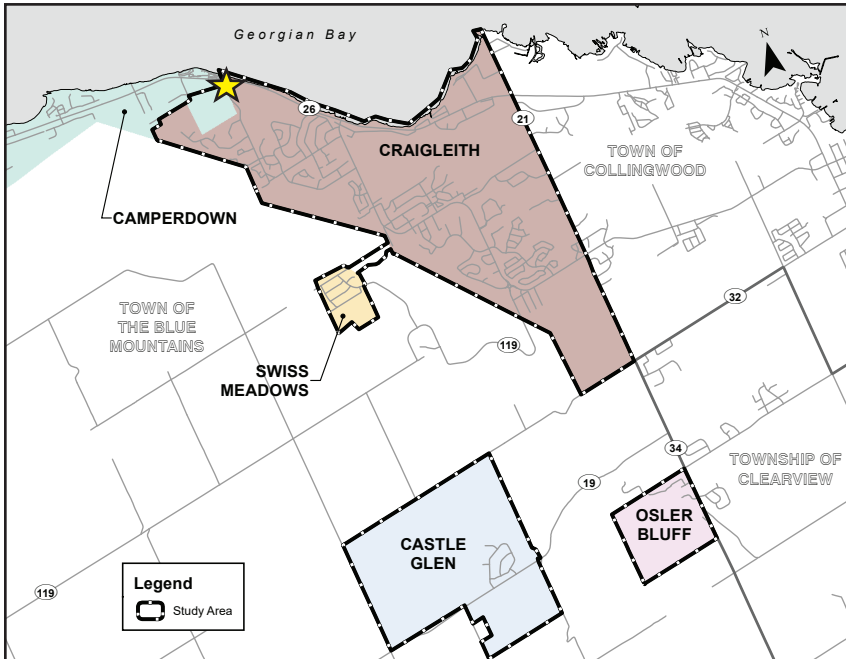 Georgian Bay
N
26
CRAIGLEITH
21
TOWN OF
COLLINGWOOD
CAMPERDOWN
TOWN OF
THE BLUE
MOUNTAINS
32
SWISS
MEADOWS
119
34
TOWNSHIP OF
CLEARVIEW
19
OSLER
BLUFF
CASTLE
GLEN
119
Legend
Study Area